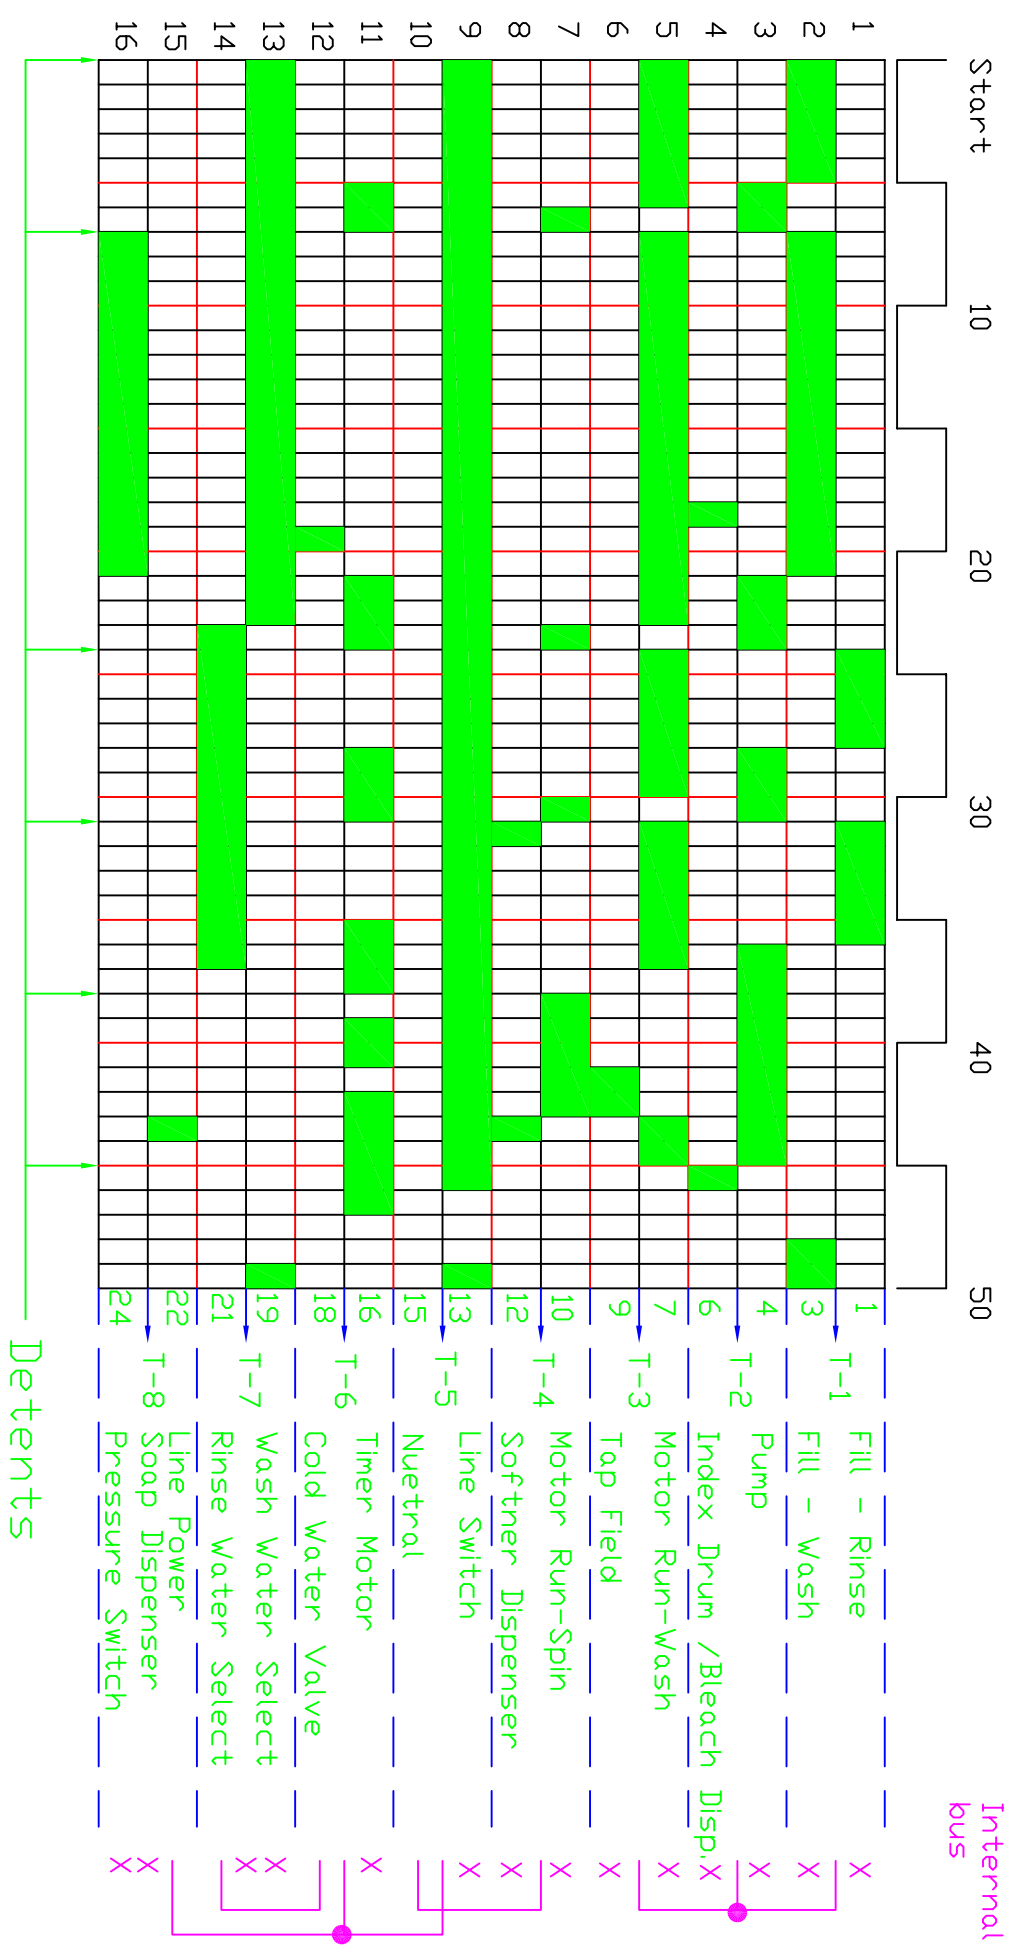 Start 10 20 30 40 50
1
2
3
4
5
6
7
8
9
10
11
12
13
14
15
16
1
3
4
6
7
9
10
12
13
15
16
18
19
21
22
24
T-1
T-2
T-3
T-4
T-5
T-6
T-7
T-8
Fill - Rinse
Fill - Wash
Pump
Index Drum /Bleach Disp.
Motor Run-Wash
Tap Field
Motor Run-Spin
Softner Dispenser
Line Switch
Nuetral
Timer Motor
Cold Water Valve
Wash Water Select
Rinse Water Select
Line Power
Soap Dispenser
Pressure Switch
Internal
bus
X
X
X
X
X
X
X
X
X
X
X
X
X
X
Detents